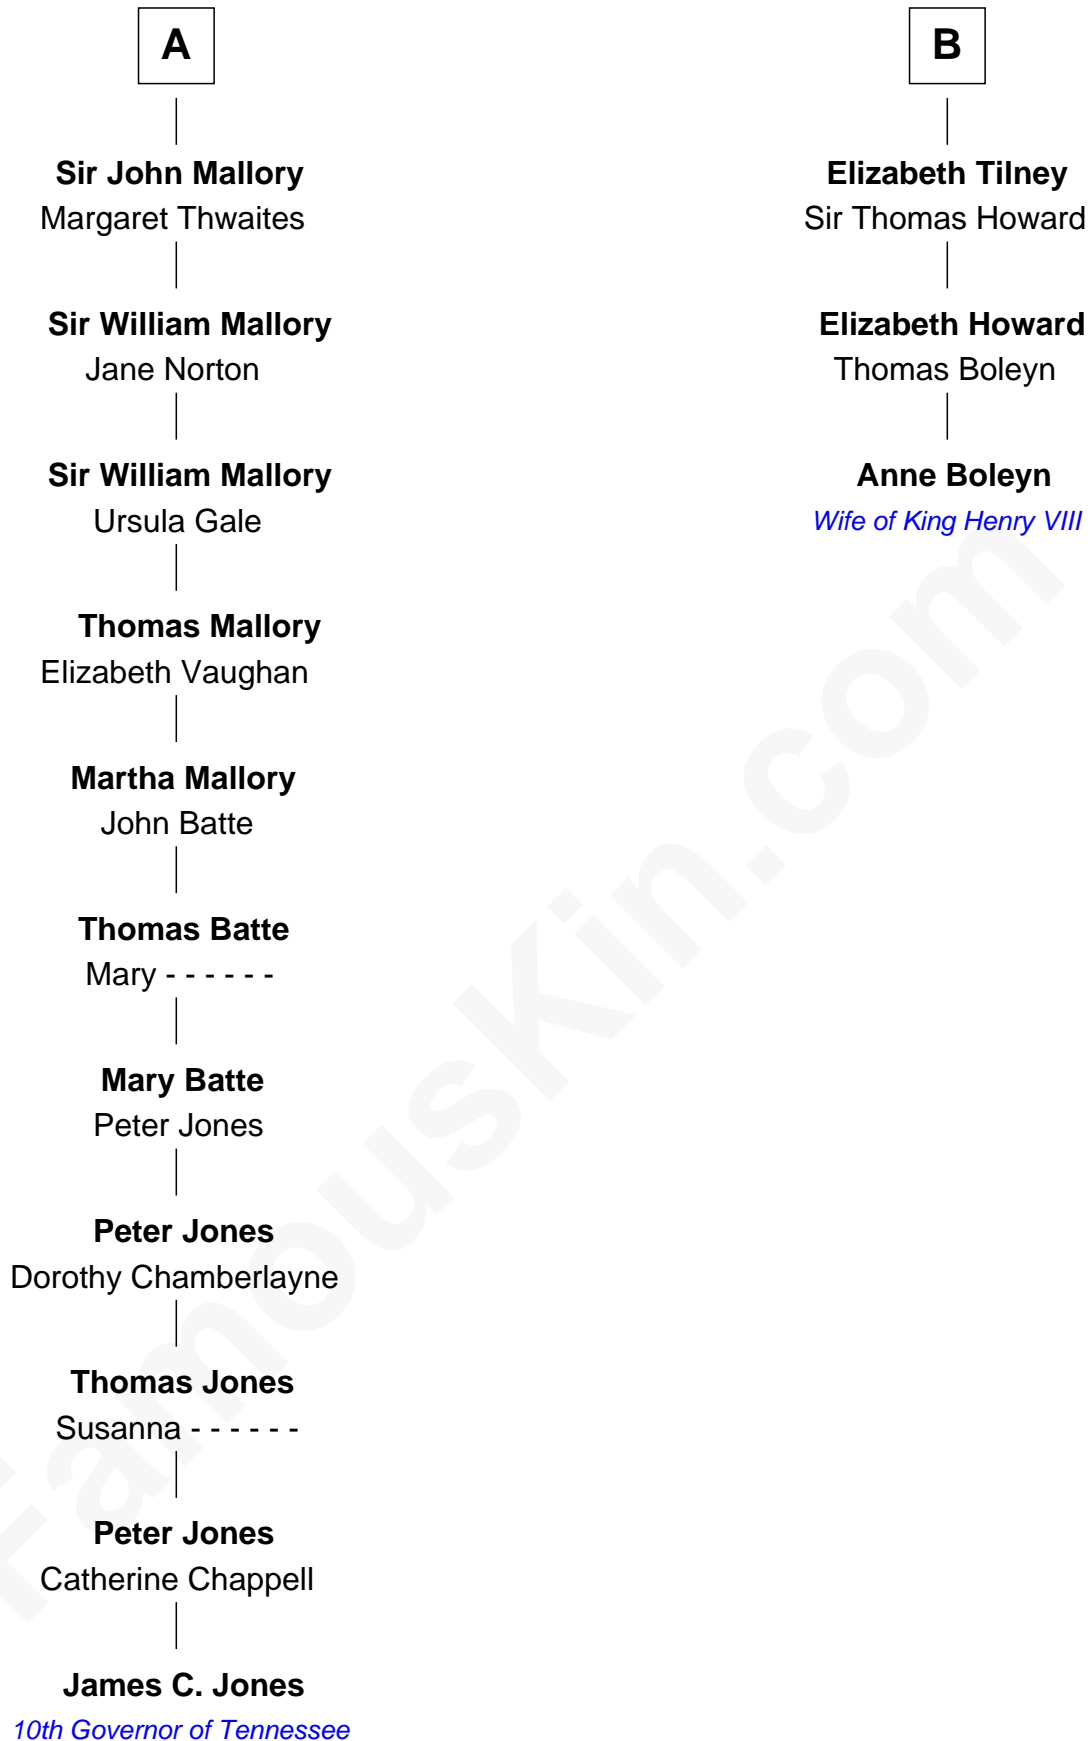 A
Sir John Mallory
Margaret Thwaites
Sir William Mallory
Jane Norton
Sir William Mallory
Ursula Gale
Thomas Mallory
Elizabeth Vaughan
Martha Mallory
John Batte
Thomas Batte
Mary - - - - - -
Mary Batte
Peter Jones
Peter Jones
Dorothy Chamberlayne
Thomas Jones
Susanna - - - - - -
Peter Jones
Catherine Chappell
James C. Jones
10th Governor of Tennessee
B
Elizabeth Tilney
Sir Thomas Howard
Elizabeth Howard
Thomas Boleyn
Anne Boleyn
Wife of King Henry VIII
FamousKin.com